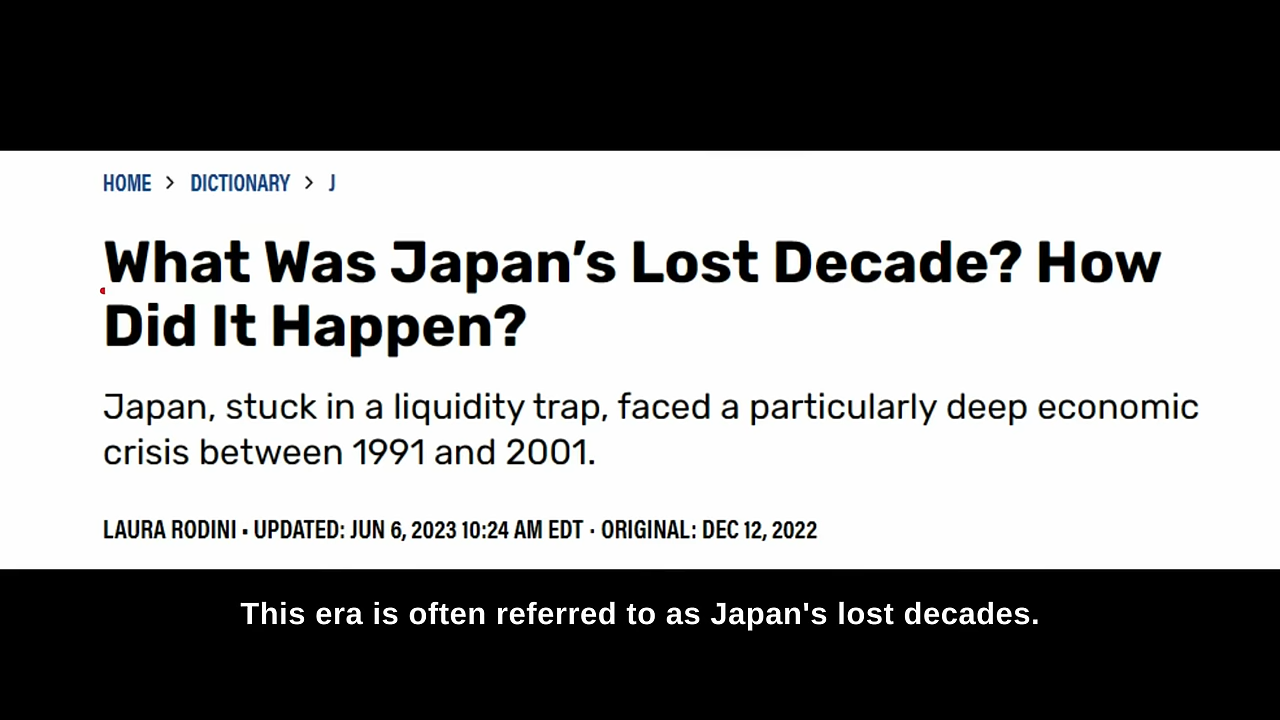 HOME > DICTIONARY > J
What Was Japan’s Lost Decade? How
Did It Happen?
Japan, stuck in a liquidity trap, faced a particularly deep economic
crisis between 1991 and 2001.
LAURA RODINI • UPDATED: JUN 6, 2023 10:24 AM EDT • ORIGINAL: DEC 12, 2022
This era is often referred to as Japan's lost decades.